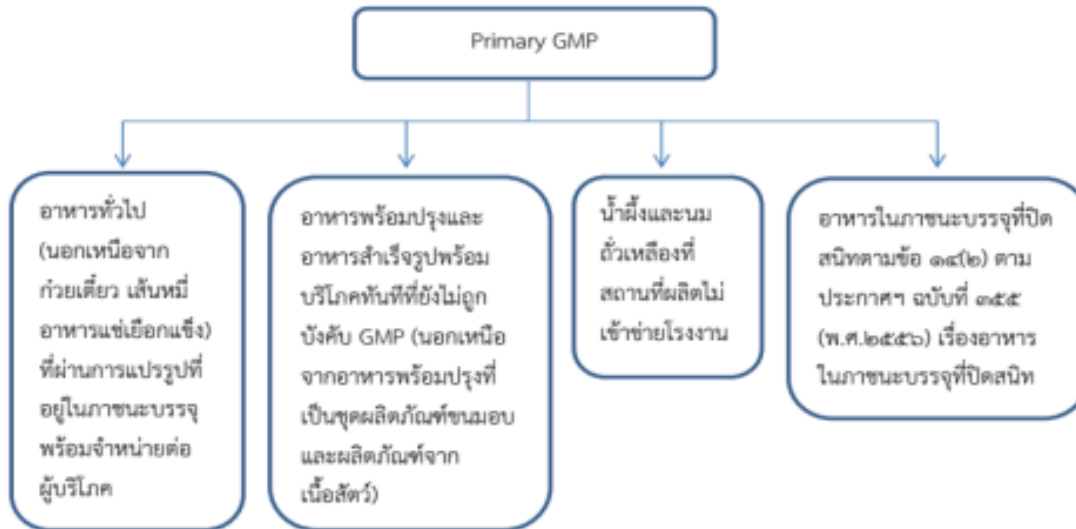 Primary GMP
อาหารทั่วไป
(นอกเหนือจาก
ก๋วยเตี๋ยว เส้นหมี่
อาหารแช่เยือกแข็ง)
ที่ผ่านการแปรรูปที่
อยู่ในภาชนะบรรจุ
พร้อมจำหน่ายต่อ
ผู้บริโภค
อาหารพร้อมปรุงและ
อาหารสำเร็จรูปพร้อม
บริโภคทันทีที่ยังไม่ถูก
บังคับ GMP (นอกเหนือ
จากอาหารพร้อมปรุงที่
เป็นชุดผลิตภัณฑ์ขนมอบ
และผลิตภัณฑ์จาก
เนื้อสัตว์)
น้ำผึ้งและนม
ถั่วเหลืองที่
สถานที่ผลิตไม่
เข้าข่ายโรงงาน
อาหารในภาชนะบรรจุที่ปิด
สนิทตามข้อ ๑๔(๒) ตาม
ประกาศฯ ฉบับที่ ๓๕๕
(พ.ศ.๒๕๕๖) เรื่องอาหาร
ในภาชนะบรรจุที่ปิดสนิท